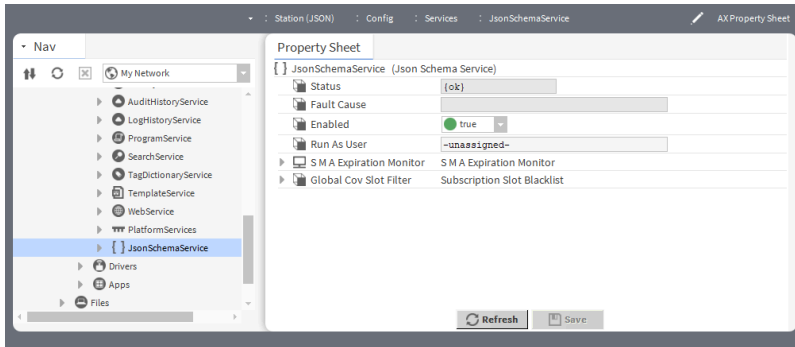 : Station (JSON) : Config : Services : JsonSchemaService AX Property Sheet
Nav
My Network
AuditHistoryService
LogHistoryService
ProgramService
SearchService
TagDictionaryService
TemplateService
WebService
PlatformServices
{ } JsonSchemaService
Drivers
Apps
Files
Property Sheet
{ } JsonSchemaService (Json Schema Service)
Status {ok}
Fault Cause
Enabled true
Run As User -unassigned-
S M A Expiration Monitor S M A Expiration Monitor
Global Cov Slot Filter Subscription Slot Blacklist
Refresh Save